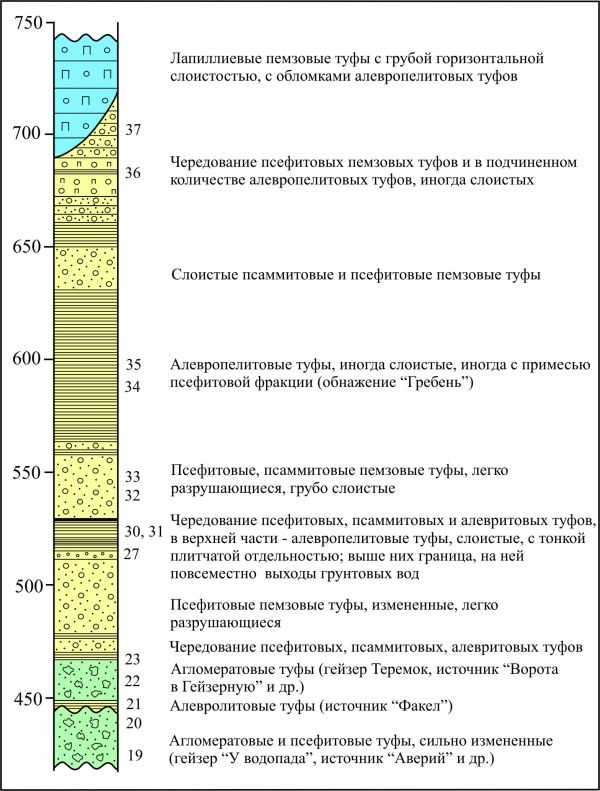 750
Лапиллиевые пемзовые туфы с грубой горизонтальной
слоистостью, с обломками алевропелитовых туфов
37
700
36
Чередование псефитовых пемзовых туфов и в подчиненном
количестве алевропелитовых туфов, иногда слоистых
650
Слоистые псаммитовые и псефитовые пемзовые туфы
600
35
Алевропелитовые туфы, иногда слоистые, иногда с примесью
34
псефитовой фракции (обнажение “Гребень”)
550
33
Псефитовые, псаммитовые пемзовые туфы, легко
32
разрушающиеся, грубо слоистые
30, 31
Чередование псефитовых, псаммитовых и алевритовых туфов,
в верхней части - алевропелитовые туфы, слоистые, с тонкой
27
плитчатой отдельностью; выше них граница, на ней
повсеместно выходы грунтовых вод
500
Псефитовые пемзовые туфы, измененные, легко
разрушающиеся
Чередование псефитовых, псаммитовых, алевритовых туфов
23
Агломератовые туфы (гейзер Теремок, источник “Ворота
22
в Гейзерную” и др.)
450
21
Алевролитовые туфы (источник “Факел”)
20
Агломератовые и псефитовые туфы, сильно измененные
19
(гейзер “У водопада”, источник “Аверий” и др.)